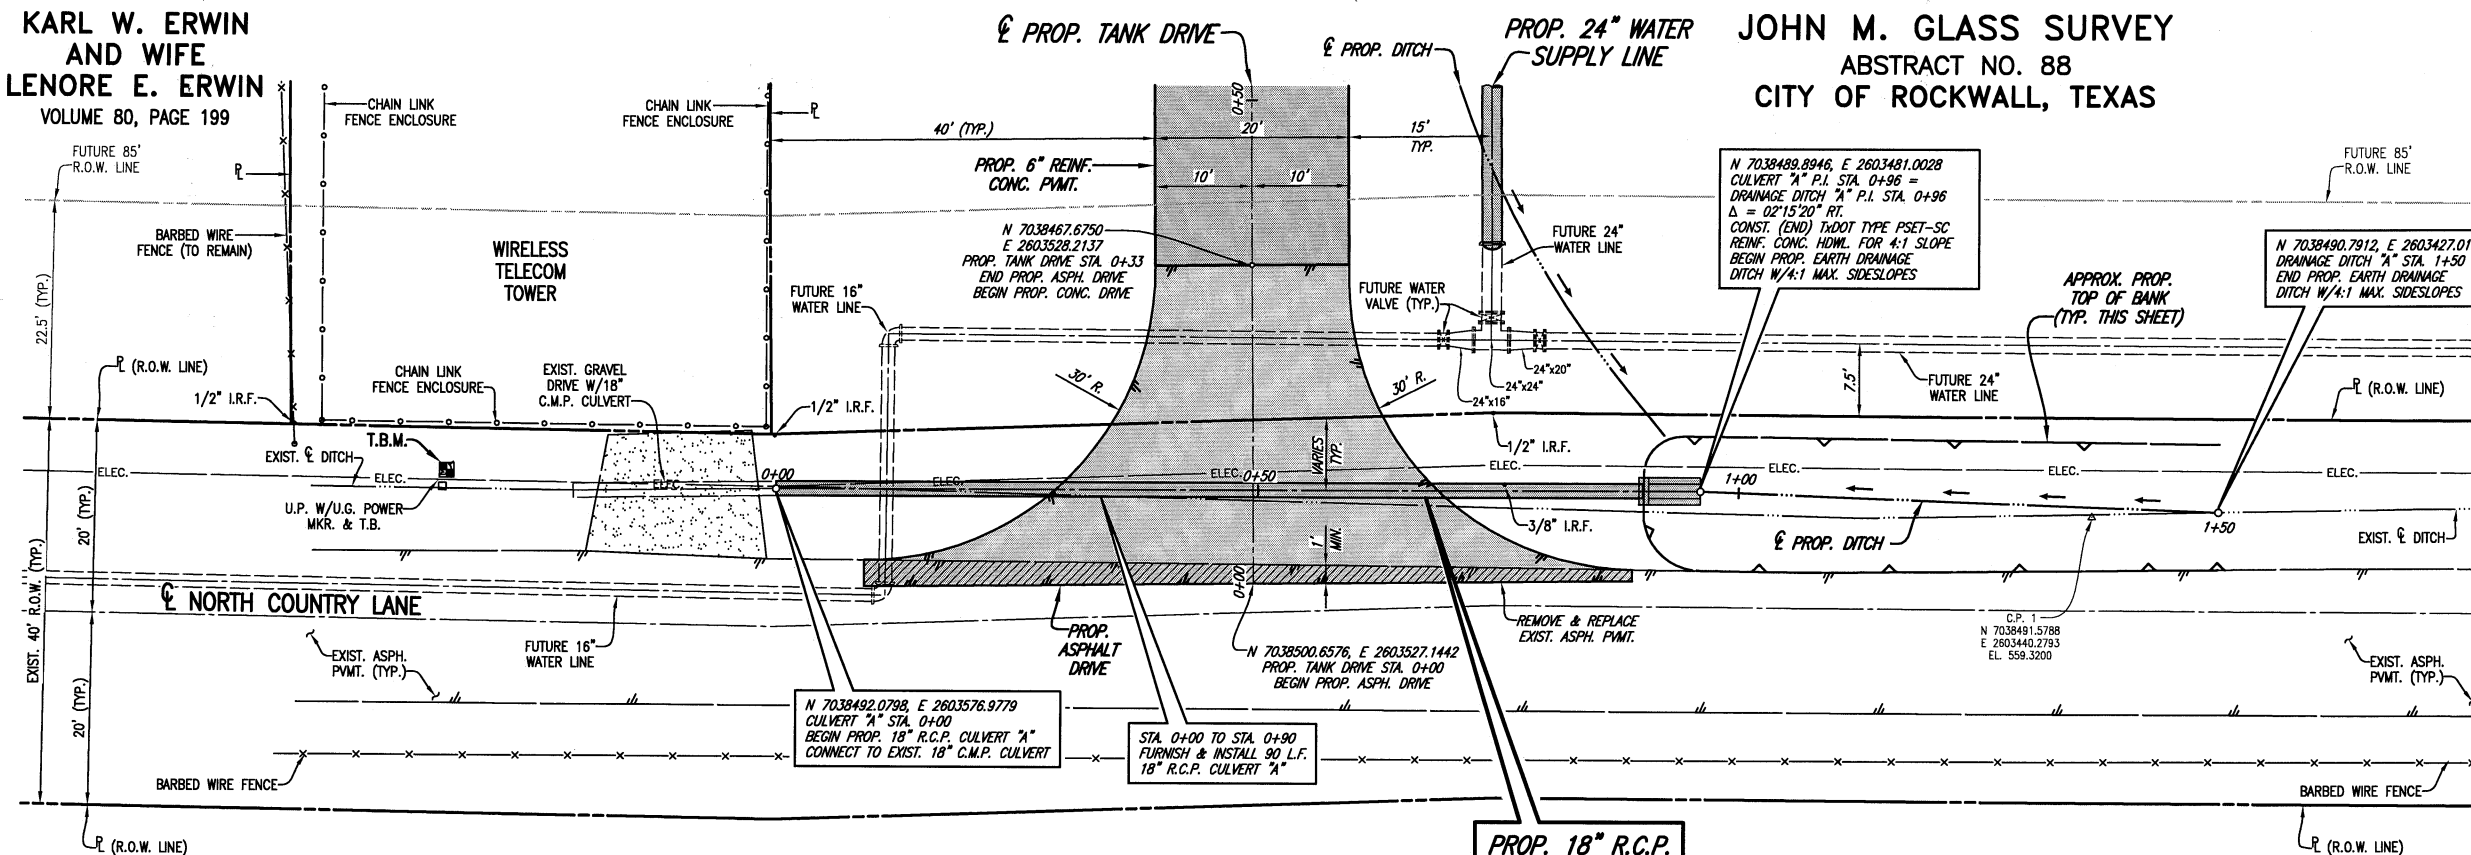 KARL W. ERWIN
AND WIFE
LENORE E. ERWIN
VOLUME 80, PAGE 199
℄ PROP. TANK DRIVE
℄ PROP. DITCH
PROP. 24" WATER
SUPPLY LINE
JOHN M. GLASS SURVEY
ABSTRACT NO. 88
CITY OF ROCKWALL, TEXAS
FUTURE 85'
R.O.W. LINE
℄
CHAIN LINK
FENCE ENCLOSURE
CHAIN LINK
FENCE ENCLOSURE
℄
40' (TYP.)
0+50
20'
15'
TYP.
PROP. 6" REINF.
CONC. PVMT.
10'
10'
FUTURE 85'
R.O.W. LINE
N 7038489.8946, E 2603481.0028
CULVERT "A" P.I. STA. 0+96 =
DRAINAGE DITCH "A" P.I. STA. 0+96
Δ = 02°15'20" RT.
CONST. (END) TxDOT TYPE PSET-SC
REINF. CONC. HDWL. FOR 4:1 SLOPE
BEGIN PROP. EARTH DRAINAGE
DITCH W/4:1 MAX. SIDESLOPES
N 7038490.7912, E 2603427.01
DRAINAGE DITCH "A" STA. 1+50
END PROP. EARTH DRAINAGE
DITCH W/4:1 MAX. SIDESLOPES
BARBED WIRE
FENCE (TO REMAIN)
WIRELESS
TELECOM
TOWER
N 7038467.6750
E 2603528.2137
PROP. TANK DRIVE STA. 0+33
END PROP. ASPH. DRIVE
BEGIN PROP. CONC. DRIVE
FUTURE 24"
WATER LINE
FUTURE 16"
WATER LINE
FUTURE WATER
VALVE (TYP.)
APPROX. PROP.
TOP OF BANK
(TYP. THIS SHEET)
22.5' (TYP.)
℄ (R.O.W. LINE)
CHAIN LINK
FENCE ENCLOSURE
EXIST. GRAVEL
DRIVE W/18"
C.M.P. CULVERT
30' R.
30' R.
24"x20"
24"x24"
24"x16"
7.5'
FUTURE 24"
WATER LINE
℄ (R.O.W. LINE)
1/2" I.R.F.
1/2" I.R.F.
1/2" I.R.F.
T.B.M.
EXIST. ℄ DITCH
VARIES
TYP.
ELEC.
ELEC.
ELEC.
ELEC.
ELEC.
ELEC.
ELEC.
ELEC.
0+00
0+50
1+00
U.P. W/U.G. POWER
MKR. & T.B.
3/8" I.R.F.
1+50
℄ PROP. DITCH
EXIST. ℄ DITCH
20' (TYP.)
1'
MIN.
0+00
EXIST. 40' R.O.W. (TYP.)
℄ NORTH COUNTRY LANE
FUTURE 16"
WATER LINE
EXIST. ASPH.
PVMT. (TYP.)
PROP.
ASPHALT
DRIVE
N 7038500.6576, E 2603527.1442
PROP. TANK DRIVE STA. 0+00
BEGIN PROP. ASPH. DRIVE
REMOVE & REPLACE
EXIST. ASPH. PVMT.
C.P. 1
N 7038491.5788
E 2603440.2793
EL. 559.3200
EXIST. ASPH.
PVMT. (TYP.)
20' (TYP.)
N 7038492.0798, E 2603576.9779
CULVERT "A" STA. 0+00
BEGIN PROP. 18" R.C.P. CULVERT "A"
CONNECT TO EXIST. 18" C.M.P. CULVERT
STA. 0+00 TO STA. 0+90
FURNISH & INSTALL 90 L.F.
18" R.C.P. CULVERT "A"
BARBED WIRE FENCE
BARBED WIRE FENCE
℄ (R.O.W. LINE)
PROP. 18" R.C.P.
℄ (R.O.W. LINE)